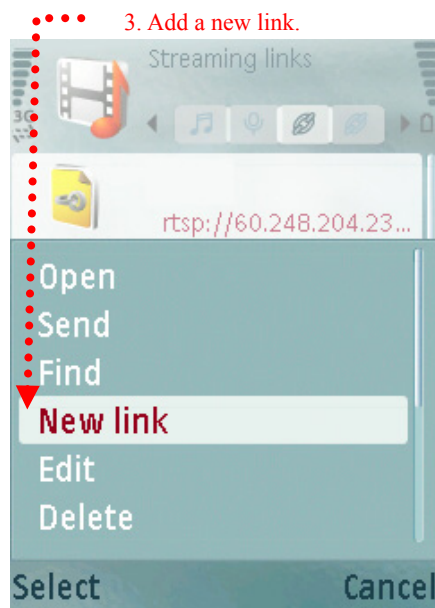 3. Add a new link.
Streaming links
3G
rtsp://60.248.204.23...
Open
Send
Find
New link
Edit
Delete
Select Cancel